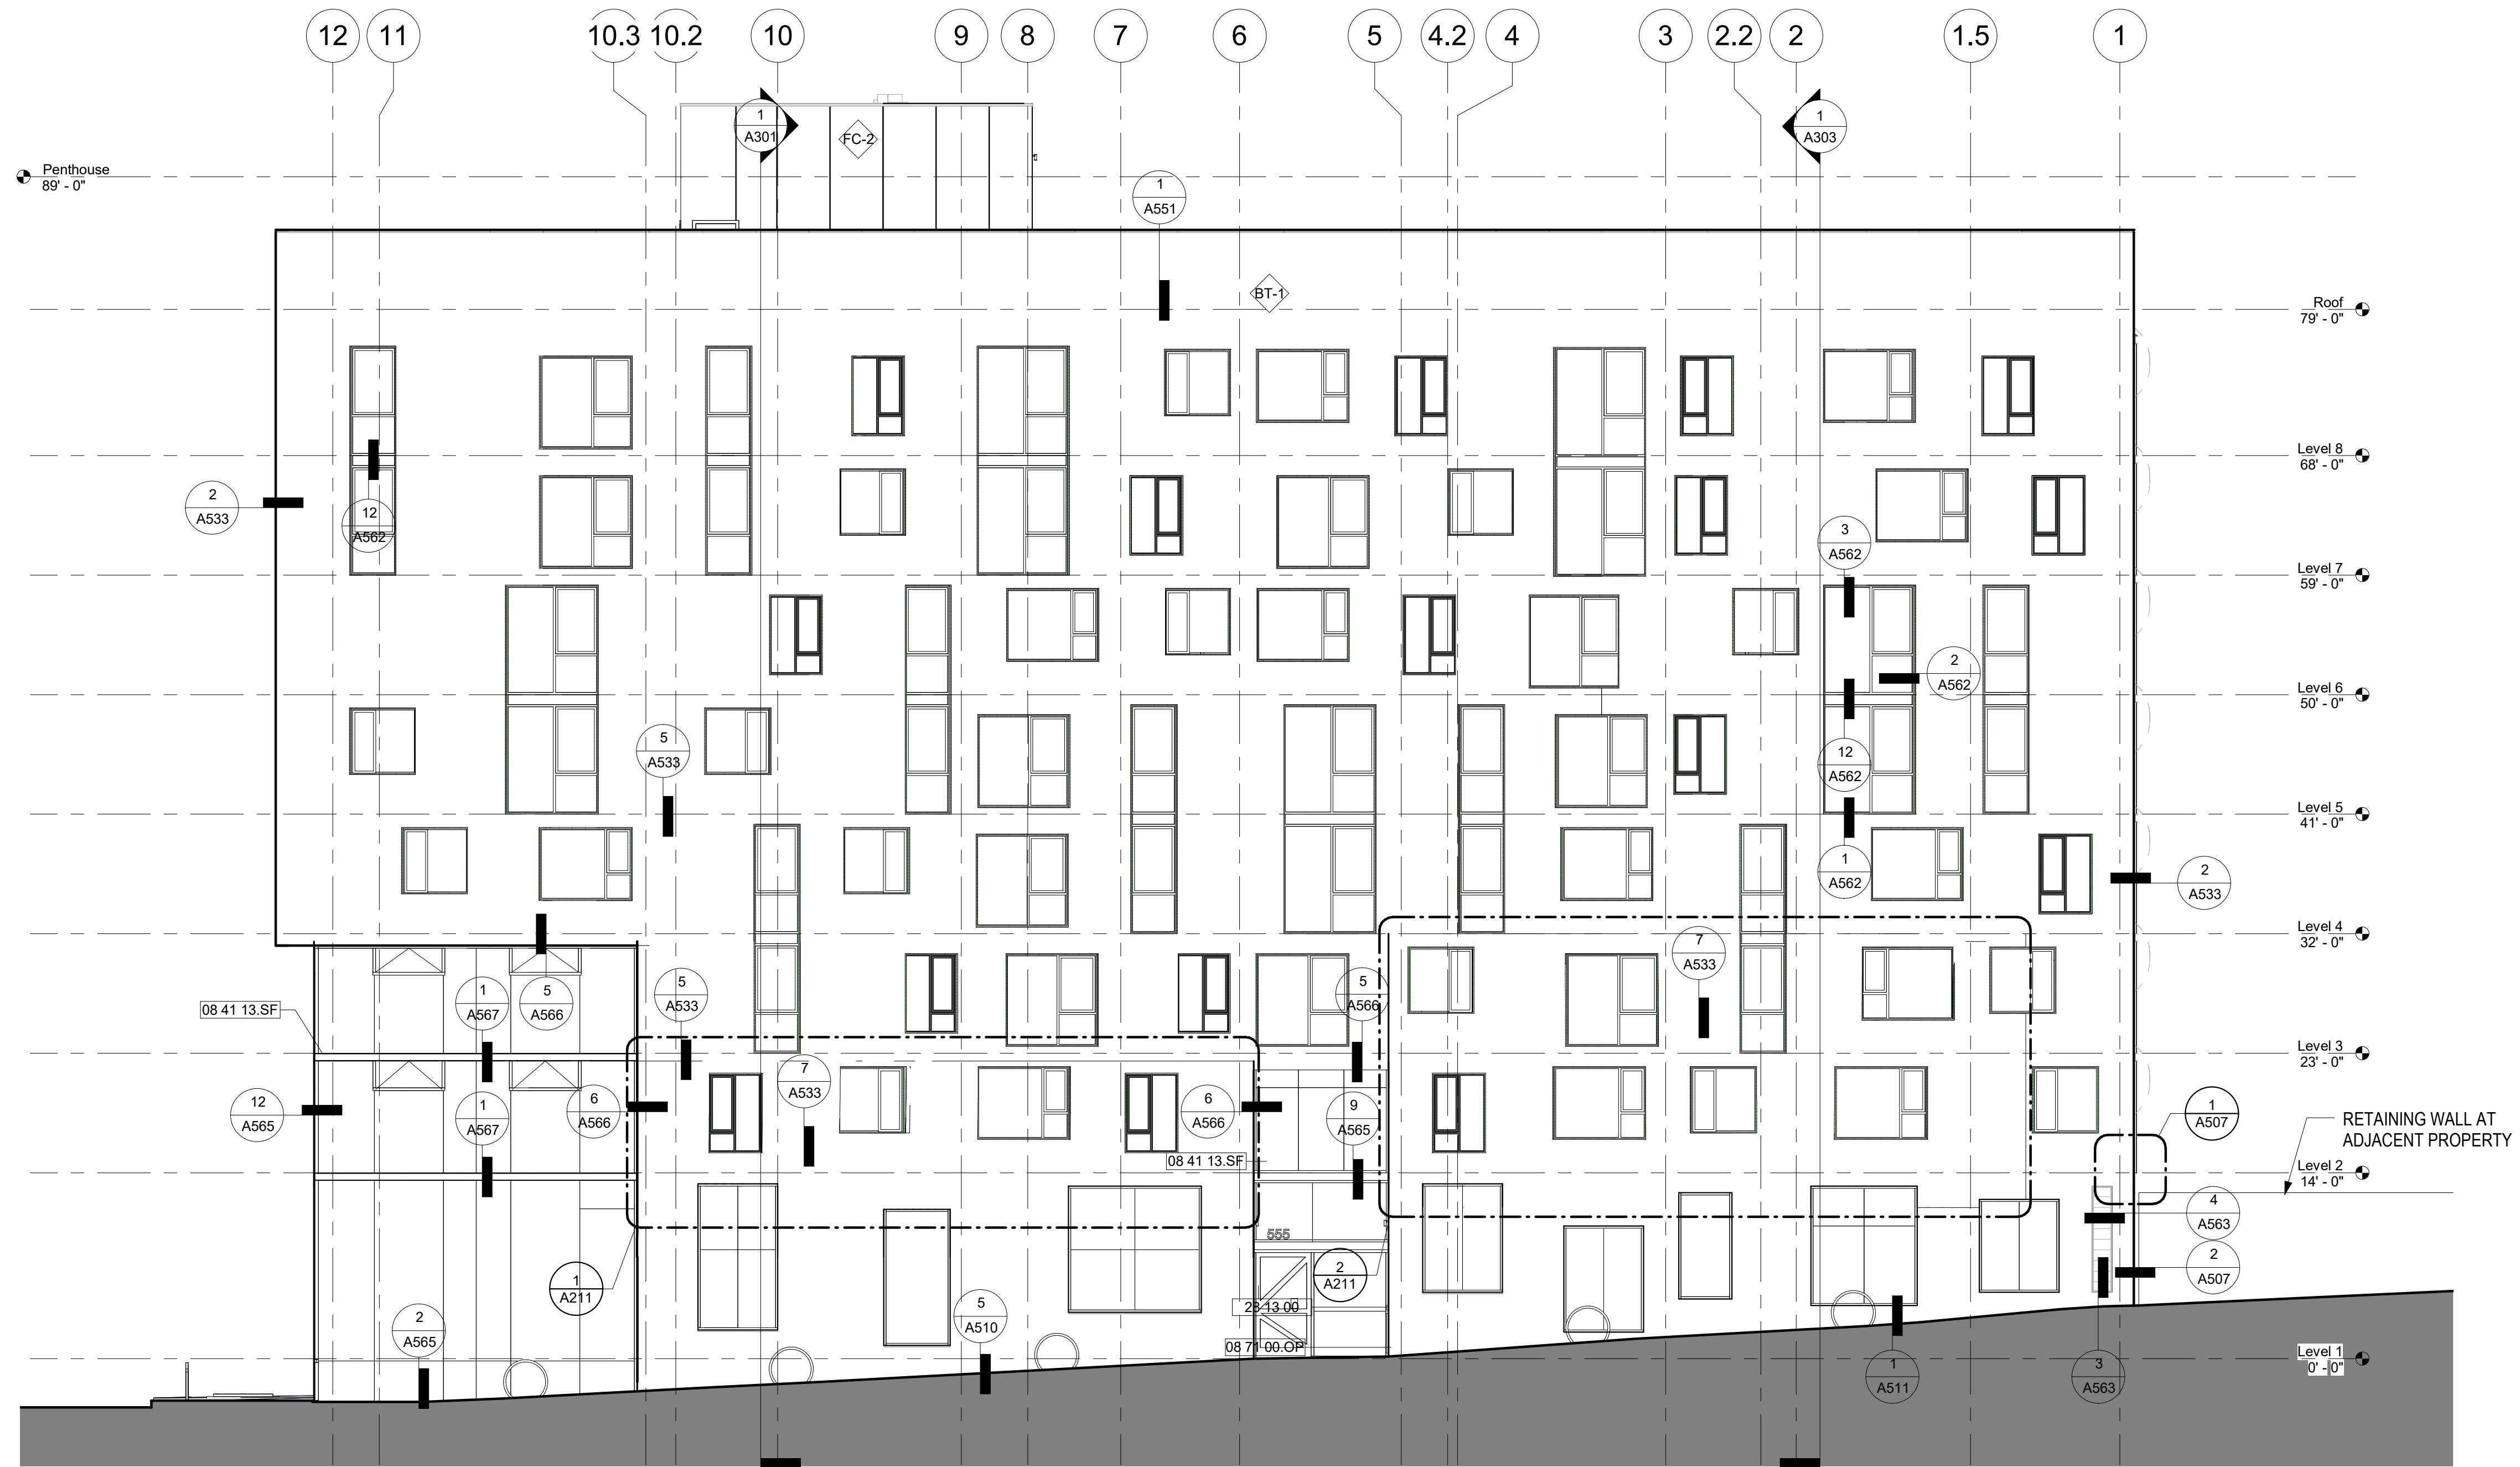 12
11
10.3
10.2
10
9
8
7
6
5
4.2
4
3
2.2
2
1.5
1
1
A301
FC-2
1
A303
Penthouse
89' - 0"
1
A551
BT-1
Roof
79' - 0"
Level 8
68' - 0"
2
A533
12
A562
3
A562
Level 7
59' - 0"
2
A562
Level 6
50' - 0"
5
A533
12
A562
Level 5
41' - 0"
1
A562
2
A533
Level 4
32' - 0"
7
A533
08 41 13.SF
1
A567
5
A566
5
A533
5
A566
Level 3
23' - 0"
7
A533
12
A565
1
A567
6
A566
6
A566
9
A565
1
A507
RETAINING WALL AT
ADJACENT PROPERTY
08 41 13.SF
Level 2
14' - 0"
4
A563
555
2
A507
1
A211
2
A211
28 13 00
2
A565
5
A510
08 71 00.OP
Level 1
0' - 0"
1
A511
3
A563